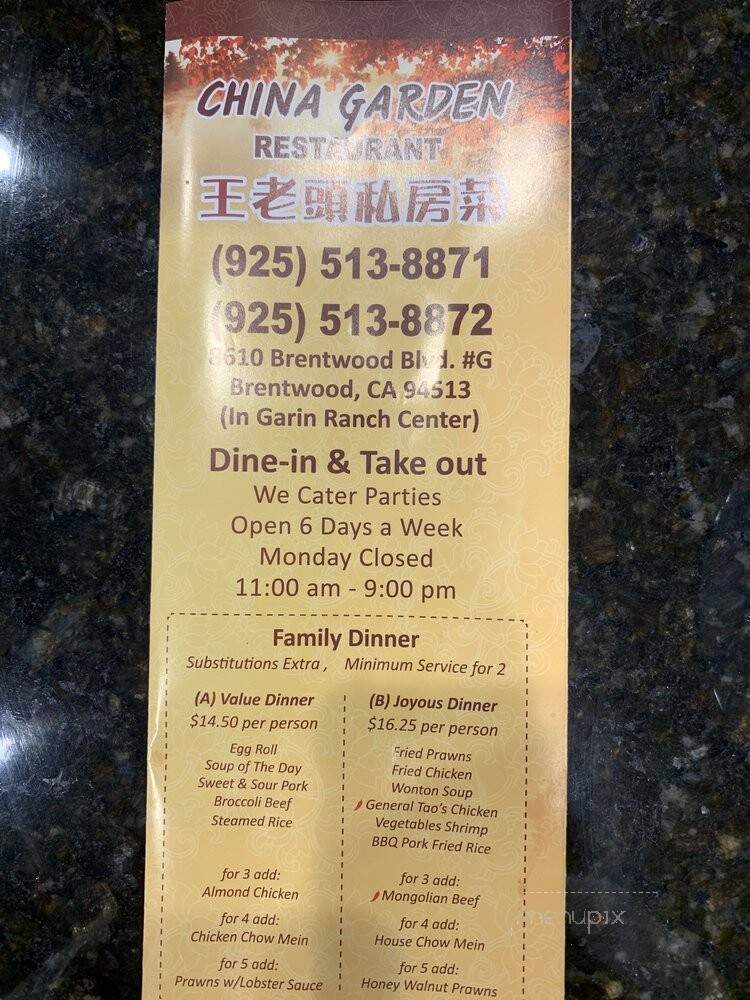 CHINA GARDEN
RESTAURANT
王老頭私房菜
(925) 513-8871
(925) 513-8872
8610 Brentwood Blvd. #G
Brentwood, CA 94513
(In Garin Ranch Center)
Dine-in & Take out
We Cater Parties
Open 6 Days a Week
Monday Closed
11:00 am - 9:00 pm
Family Dinner
Substitutions Extra , Minimum Service for 2
(A) Value Dinner
$14.50 per person
Egg Roll
Soup of The Day
Sweet & Sour Pork
Broccoli Beef
Steamed Rice
for 3 add:
Almond Chicken
for 4 add:
Chicken Chow Mein
for 5 add:
Prawns w/Lobster Sauce
(B) Joyous Dinner
$16.25 per person
Fried Prawns
Fried Chicken
Wonton Soup
General Tao's Chicken
Vegetables Shrimp
BBQ Pork Fried Rice
for 3 add:
Mongolian Beef
for 4 add:
House Chow Mein
for 5 add:
Honey Walnut Prawns
menupix